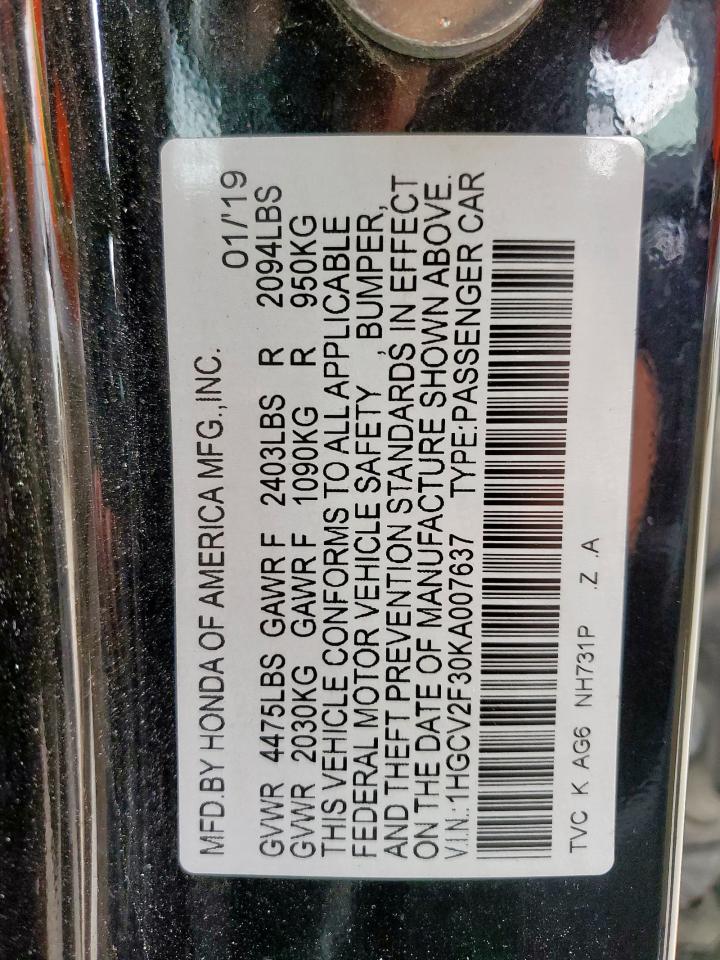 MFD.BY HONDA OF AMERICA MFG.,INC. 01/'19
GVWR 4475LBS GAWR F 2403LBS R 2094LBS
GVWR 2030KG GAWR F 1090KG R 950KG
THIS VEHICLE CONFORMS TO ALL APPLICABLE
FEDERAL MOTOR VEHICLE SAFETY , BUMPER,
AND THEFT PREVENTION STANDARDS IN EFFECT
ON THE DATE OF MANUFACTURE SHOWN ABOVE.
V.I.N.:1HGCV2F30KA007637 TYPE:PASSENGER CAR
TVC K AG6 NH731P .Z .A